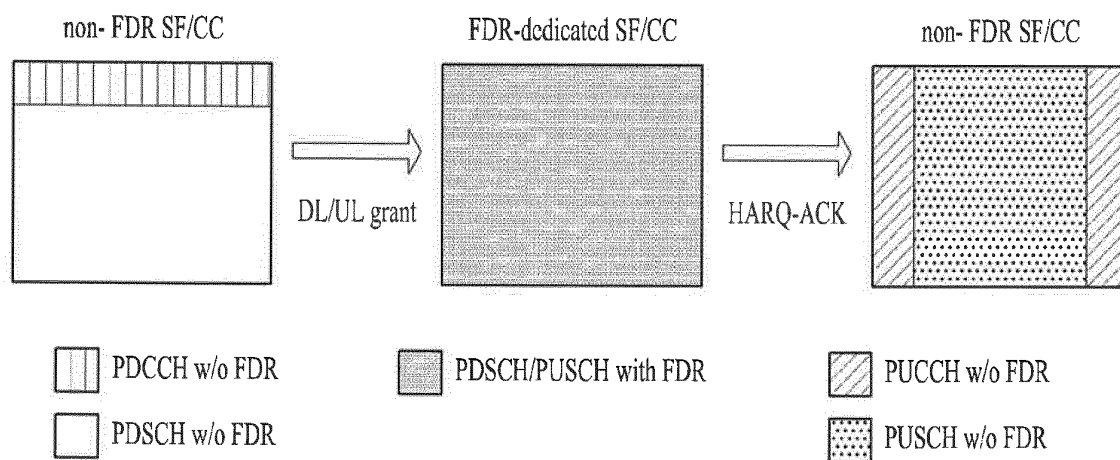 non- FDR SF/CC
FDR-dedicated SF/CC
non- FDR SF/CC
DL/UL grant
HARQ-ACK
PDCCH w/o FDR
PDSCH/PUSCH with FDR
PUCCH w/o FDR
PDSCH w/o FDR
PUSCH w/o FDR